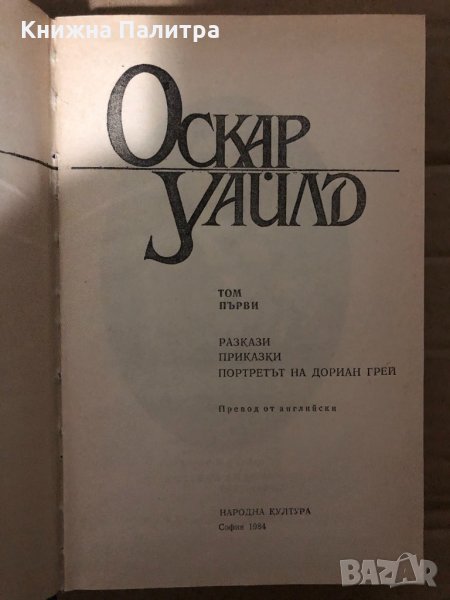 Книжна Палитра
ОСКАР
УАЙЛД
ТОМ
ПЪРВИ
РАЗКАЗИ
ПРИКАЗКИ
ПОРТРЕТЪТ НА ДОРИАН ГРЕЙ
Превод от английски
НАРОДНА КУЛТУРА
София 1984
BAZAR